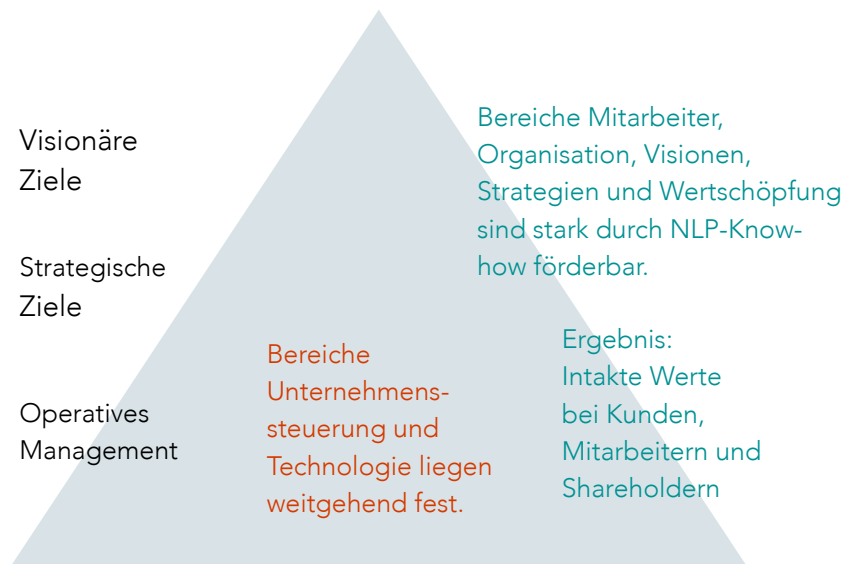 Visionäre
Ziele
Bereiche Mitarbeiter,
Organisation, Visionen,
Strategien und Wertschöpfung
sind stark durch NLP-Know-
how förderbar.
Strategische
Ziele
Operatives
Management
Bereiche
Unternehmens-
steuerung und
Technologie liegen
weitgehend fest.
Ergebnis:
Intakte Werte
bei Kunden,
Mitarbeitern und
Shareholdern